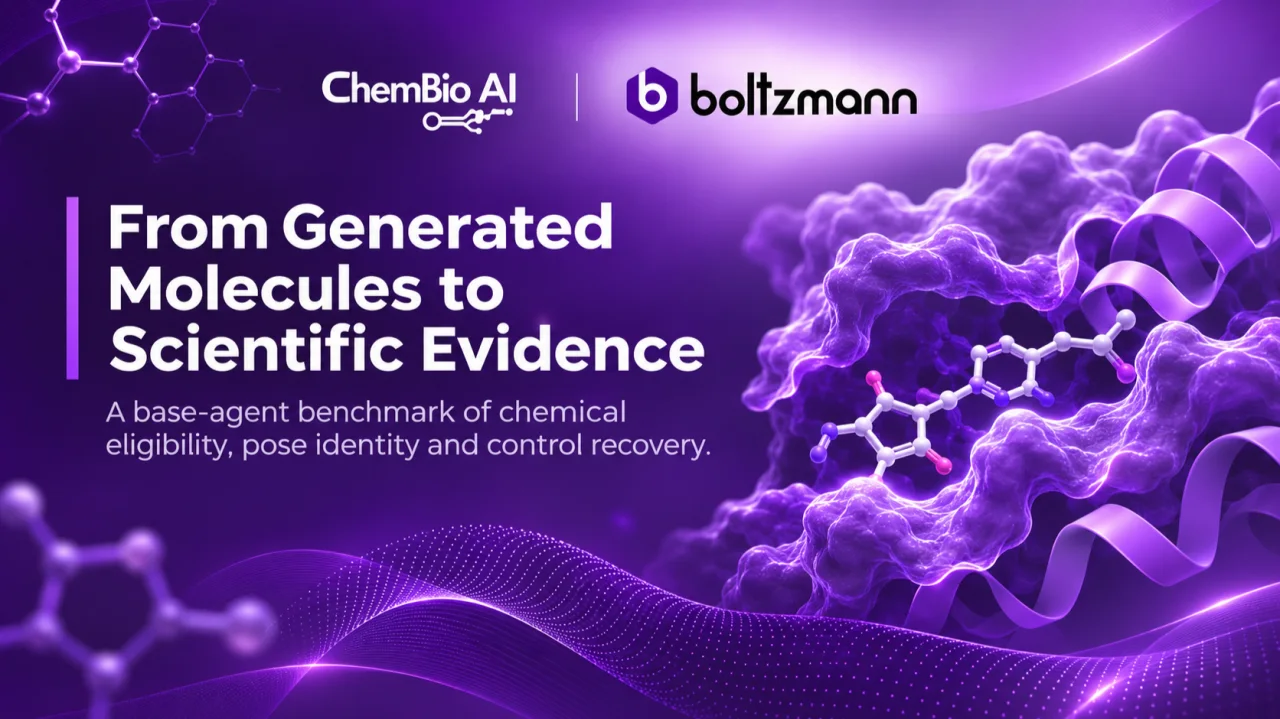 ChemBio AI
boltzmann
From Generated
Molecules to
Scientific Evidence
A base-agent benchmark of chemical
eligibility, pose identity and control recovery.